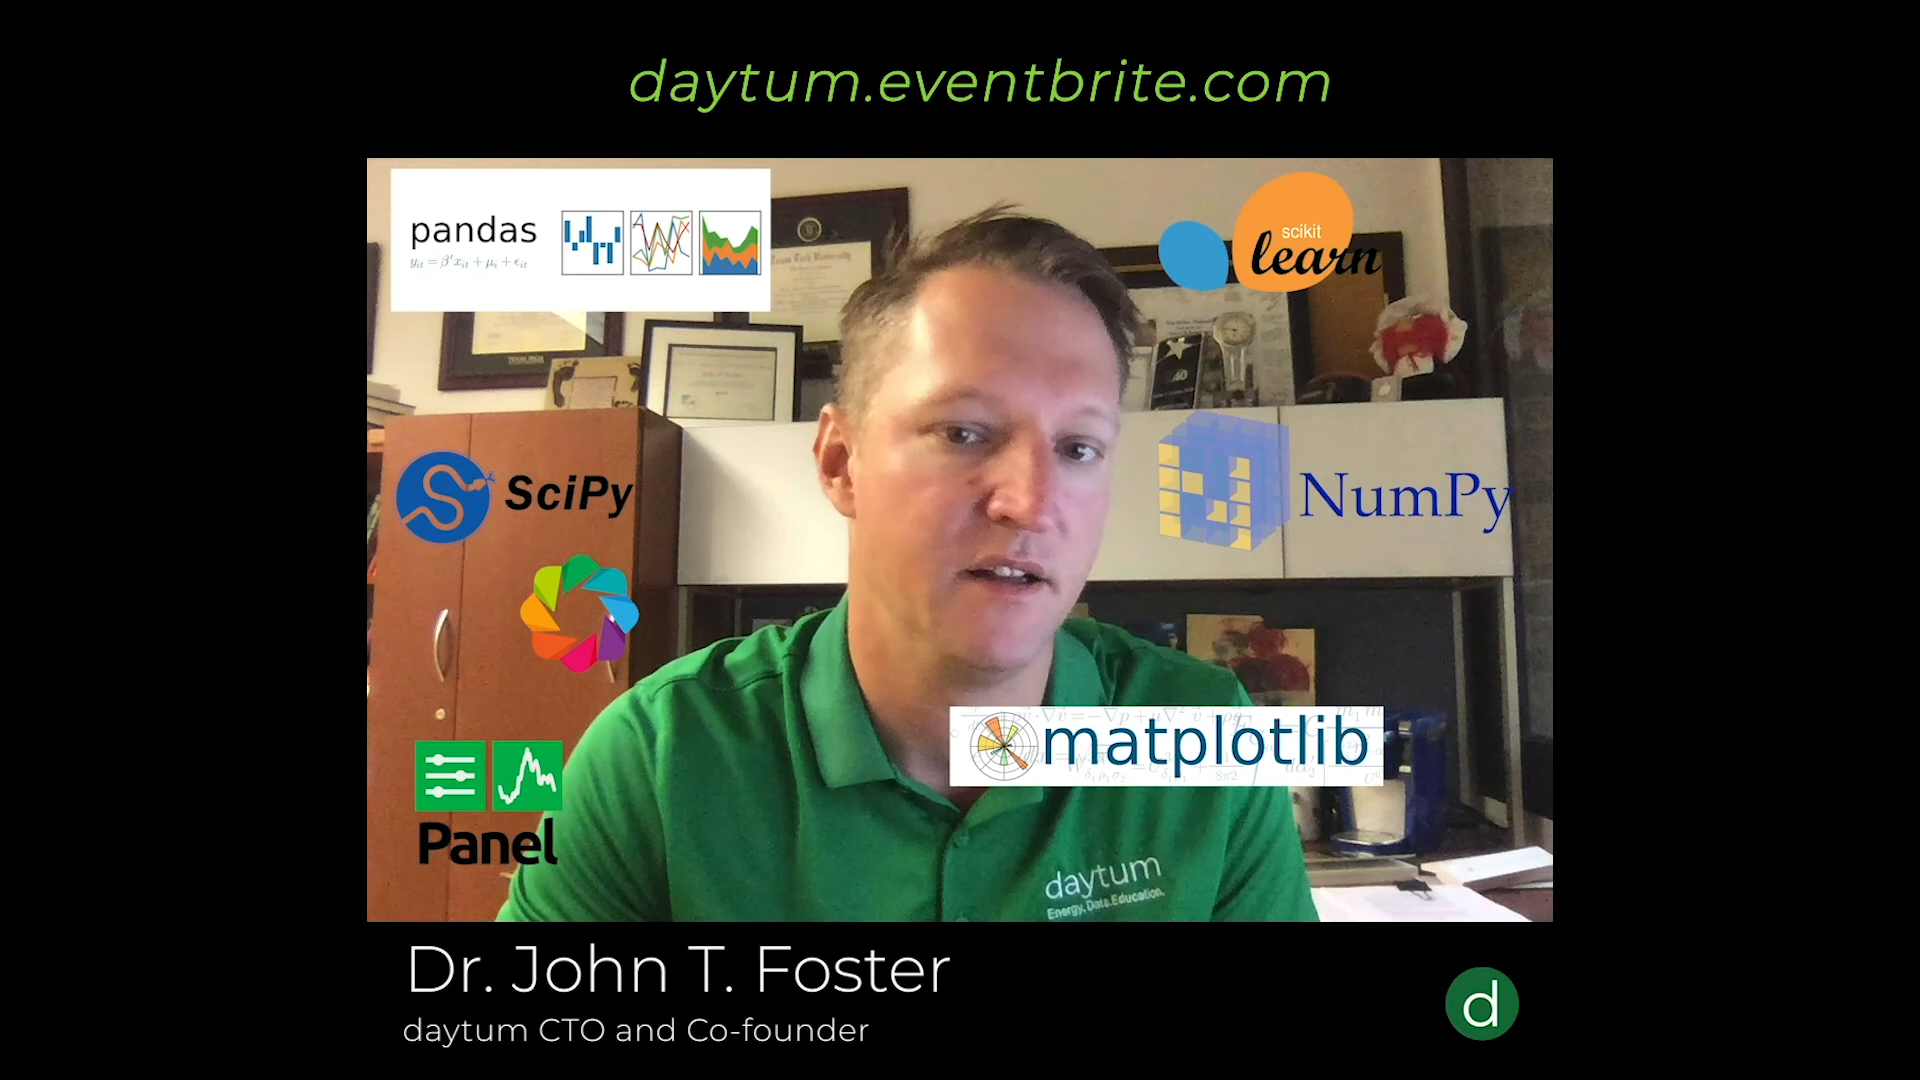 daytum.eventbrite.com
pandas
scikit
learn
SciPy
NumPy
matplotlib
Panel
40
daytum
Energy. Data. Education.
Dr. John T. Foster
daytum CTO and Co-founder
d